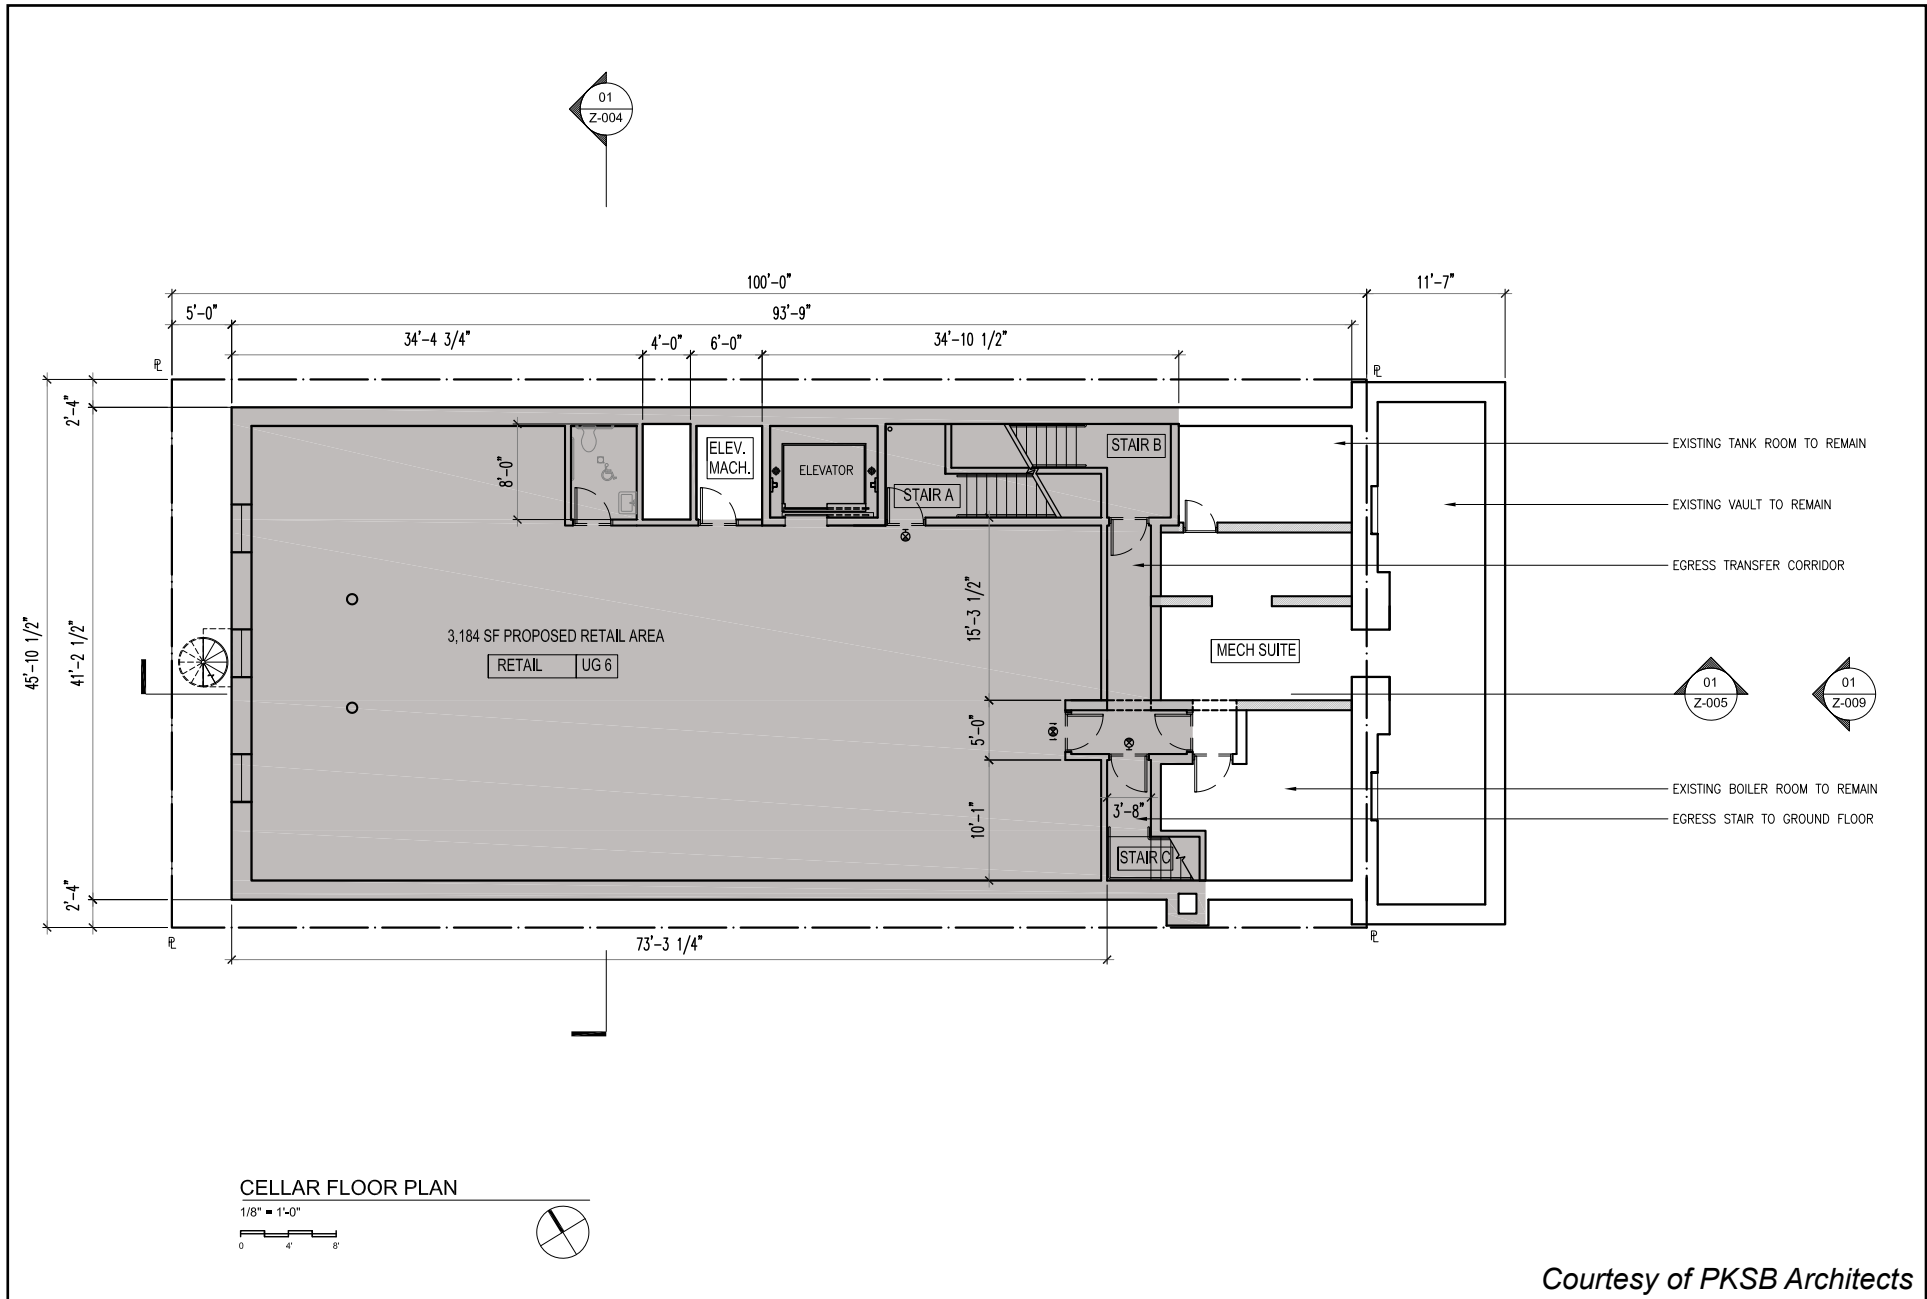 01
Z-004
100'-0"
11'-7"
5'-0"
93'-9"
34'-4 3/4"
4'-0"
6'-0"
34'-10 1/2"
℄
℄
2'-4"
8'-0"
ELEV.
MACH.
ELEVATOR
STAIR A
STAIR B
EXISTING TANK ROOM TO REMAIN
EXISTING VAULT TO REMAIN
EGRESS TRANSFER CORRIDOR
45'-10 1/2"
41'-2 1/2"
15'-3 1/2"
3,184 SF PROPOSED RETAIL AREA
RETAIL
UG 6
MECH SUITE
01
Z-005
01
Z-009
5'-0"
10'-1"
3'-8"
EXISTING BOILER ROOM TO REMAIN
EGRESS STAIR TO GROUND FLOOR
STAIR C
2'-4"
℄
℄
73'-3 1/4"
CELLAR FLOOR PLAN
1/8" = 1'-0"
0 4' 8'
Courtesy of PKSB Architects